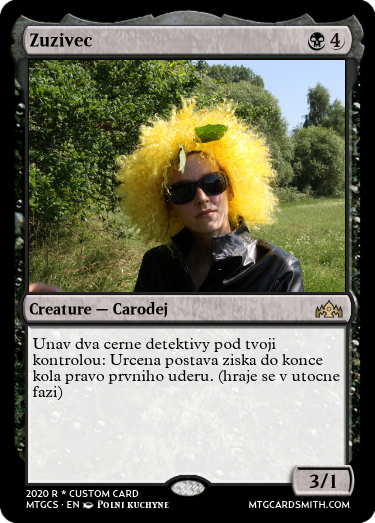 Zuzivec 4
Creature — Carodej
Unav dva cerne detektivy pod tvoji
kontrolou: Urcena postava ziska do konce
kola pravo prvniho uderu. (hraje se v utocne
fazi)
3/1
2020 R * CUSTOM CARD
MTGCS · EN POLNI KUCHYNE
MTGCARDSMITH.COM